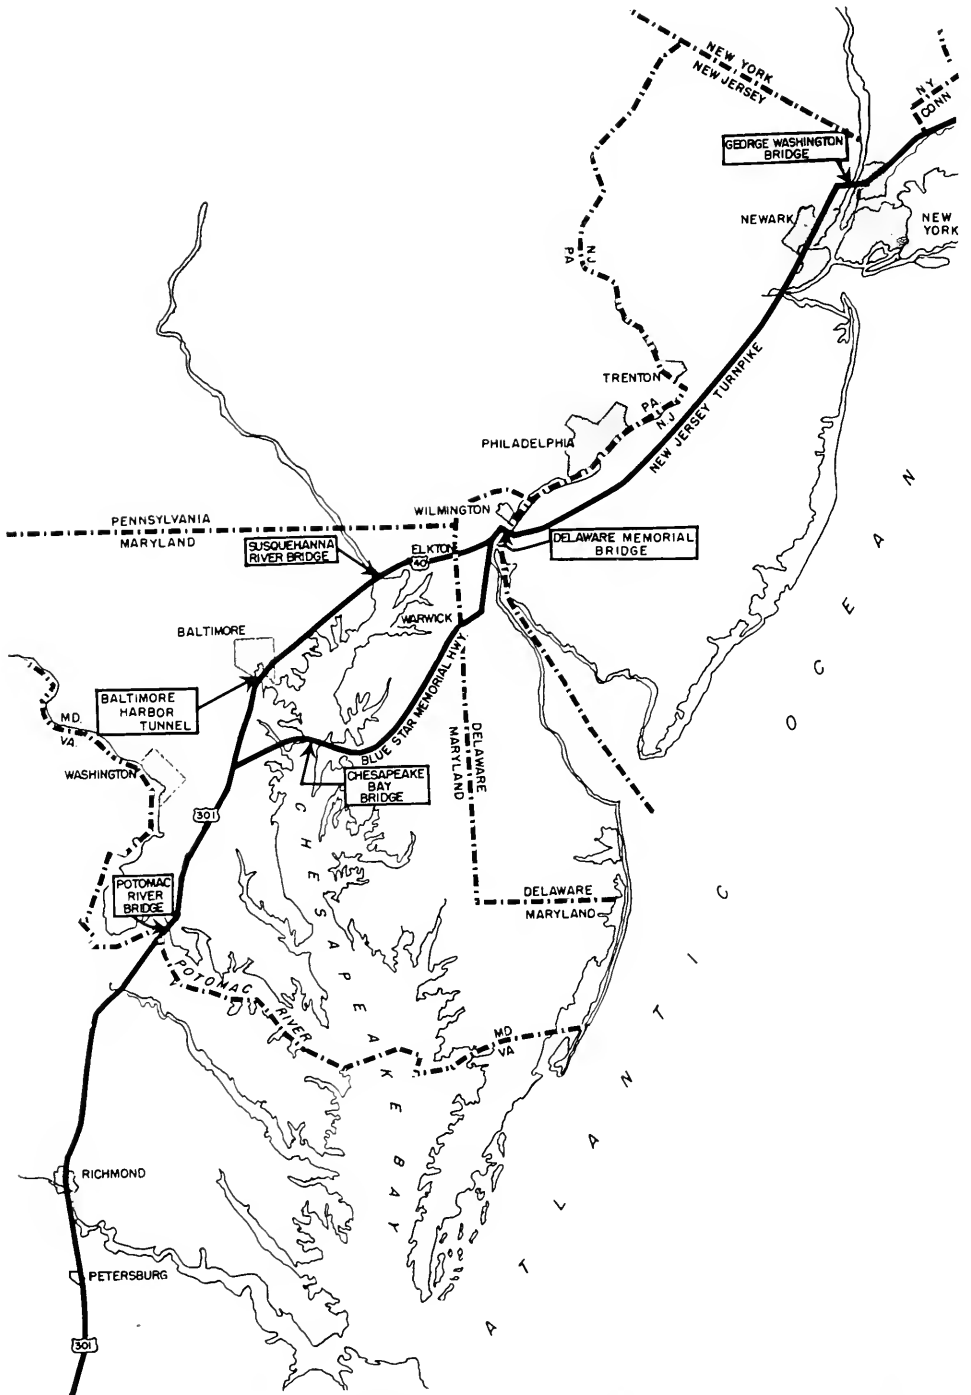 NEW YORK
NEW JERSEY
N Y
CONN
GEORGE WASHINGTON
BRIDGE
NEWARK
NEW
YORK
N J
PA
TRENTON
PA.
N.J.
PHILADELPHIA
NEW JERSEY TURNPIKE
WILMINGTON
PENNSYLVANIA
MARYLAND
SUSQUEHANNA
RIVER BRIDGE
ELKTON
40
DELAWARE MEMORIAL
BRIDGE
WARWICK
BALTIMORE
BALTIMORE
HARBOR
TUNNEL
MD.
VA.
WASHINGTON
BLUE STAR MEMORIAL HWY.
DELAWARE
MARYLAND
CHESAPEAKE
BAY
BRIDGE
301
POTOMAC
RIVER
BRIDGE
DELAWARE
MARYLAND
CHESAPEAKE BAY
POTOMAC RIVER
MD
VA
ATLANTIC OCEAN
RICHMOND
PETERSBURG
301